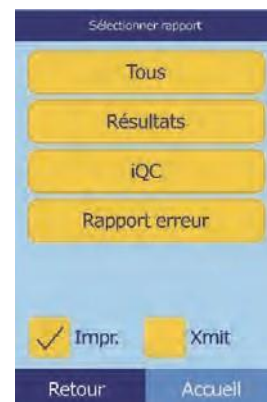 Sélectionner rapport
Tous
Résultats
iQC
Rapport erreur
Impr. Xmit
Retour Accueil